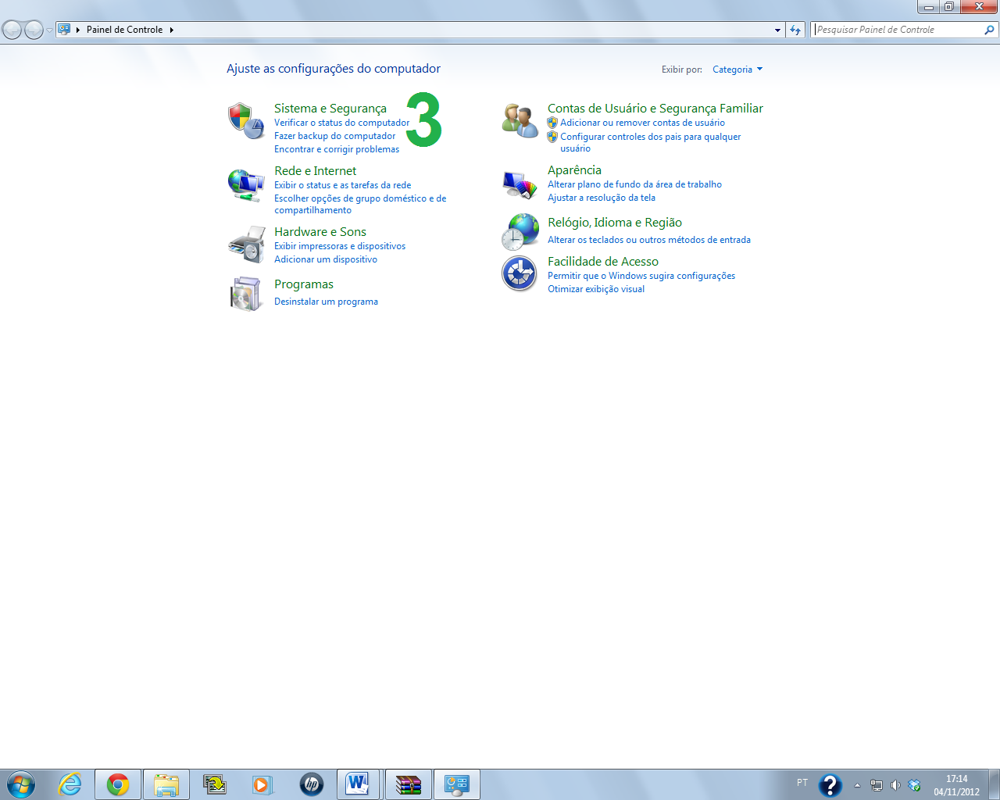 Painel de Controle
Pesquisar Painel de Controle
Ajuste as configurações do computador
Exibir por: Categoria
Sistema e Segurança
Verificar o status do computador
Fazer backup do computador
Encontrar e corrigir problemas
3
Rede e Internet
Exibir o status e as tarefas da rede
Escolher opções de grupo doméstico e de
compartilhamento
Hardware e Sons
Exibir impressoras e dispositivos
Adicionar um dispositivo
Programas
Desinstalar um programa
Contas de Usuário e Segurança Familiar
Adicionar ou remover contas de usuário
Configurar controles dos pais para qualquer
usuário
Aparência
Alterar plano de fundo da área de trabalho
Ajustar a resolução da tela
Relógio, Idioma e Região
Alterar os teclados ou outros métodos de entrada
Facilidade de Acesso
Permitir que o Windows sugira configurações
Otimizar exibição visual
hp
W
PT
?
17:14
04/11/2012